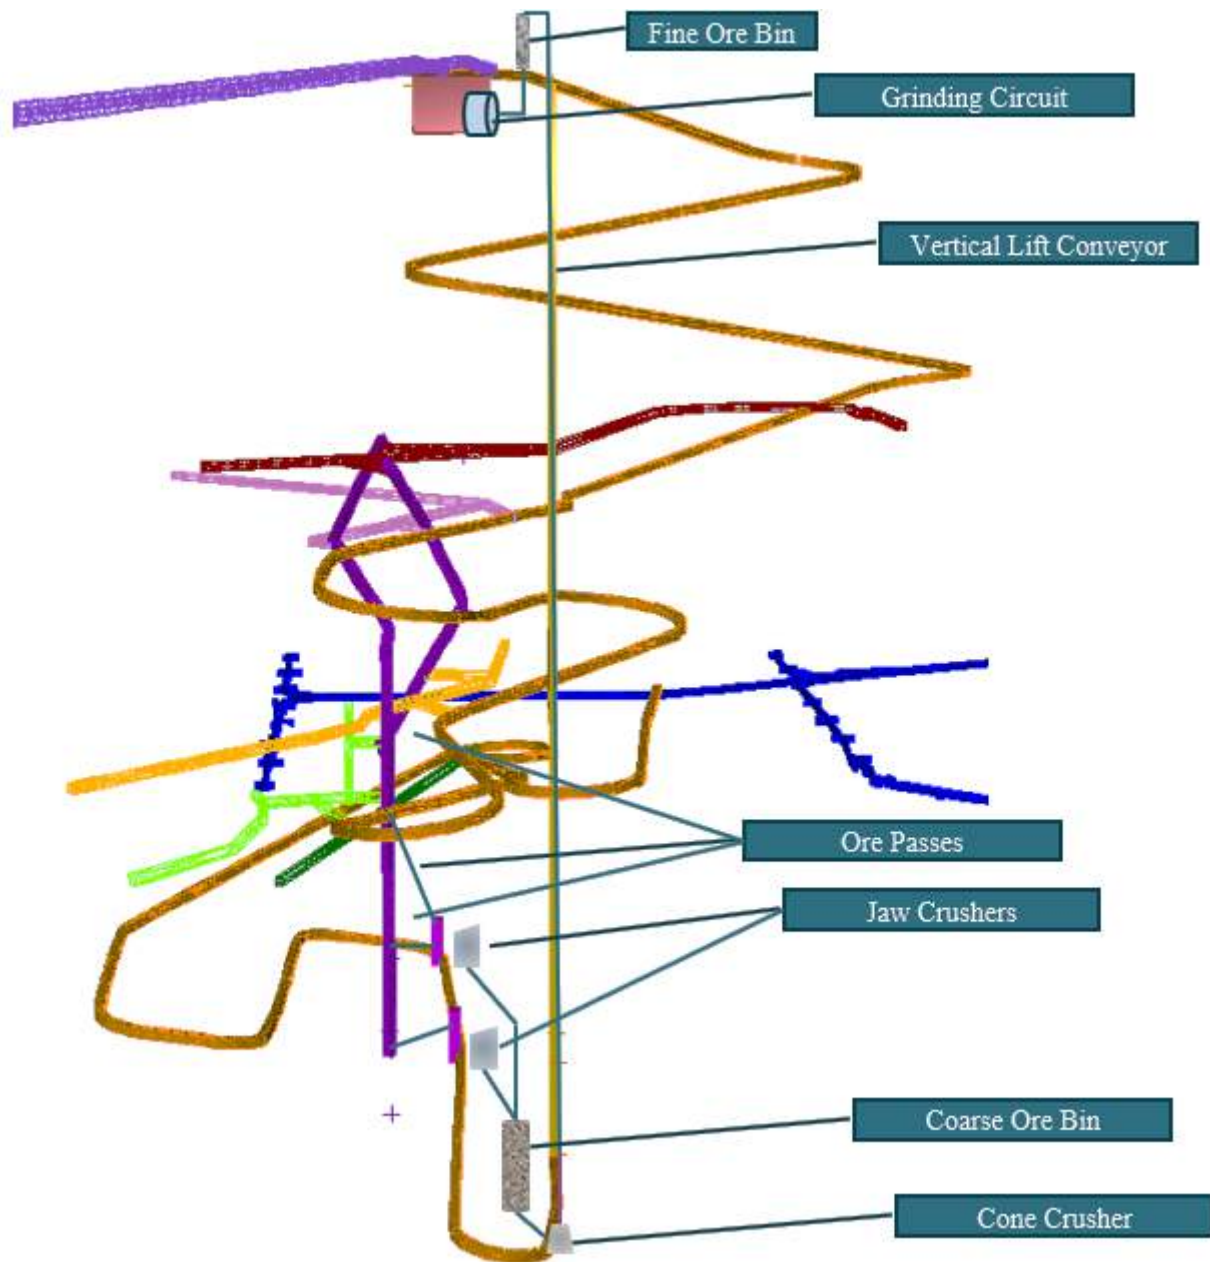 Fine Ore Bin
Grinding Circuit
Vertical Lift Conveyor
Ore Passes
Jaw Crushers
Coarse Ore Bin
Cone Crusher